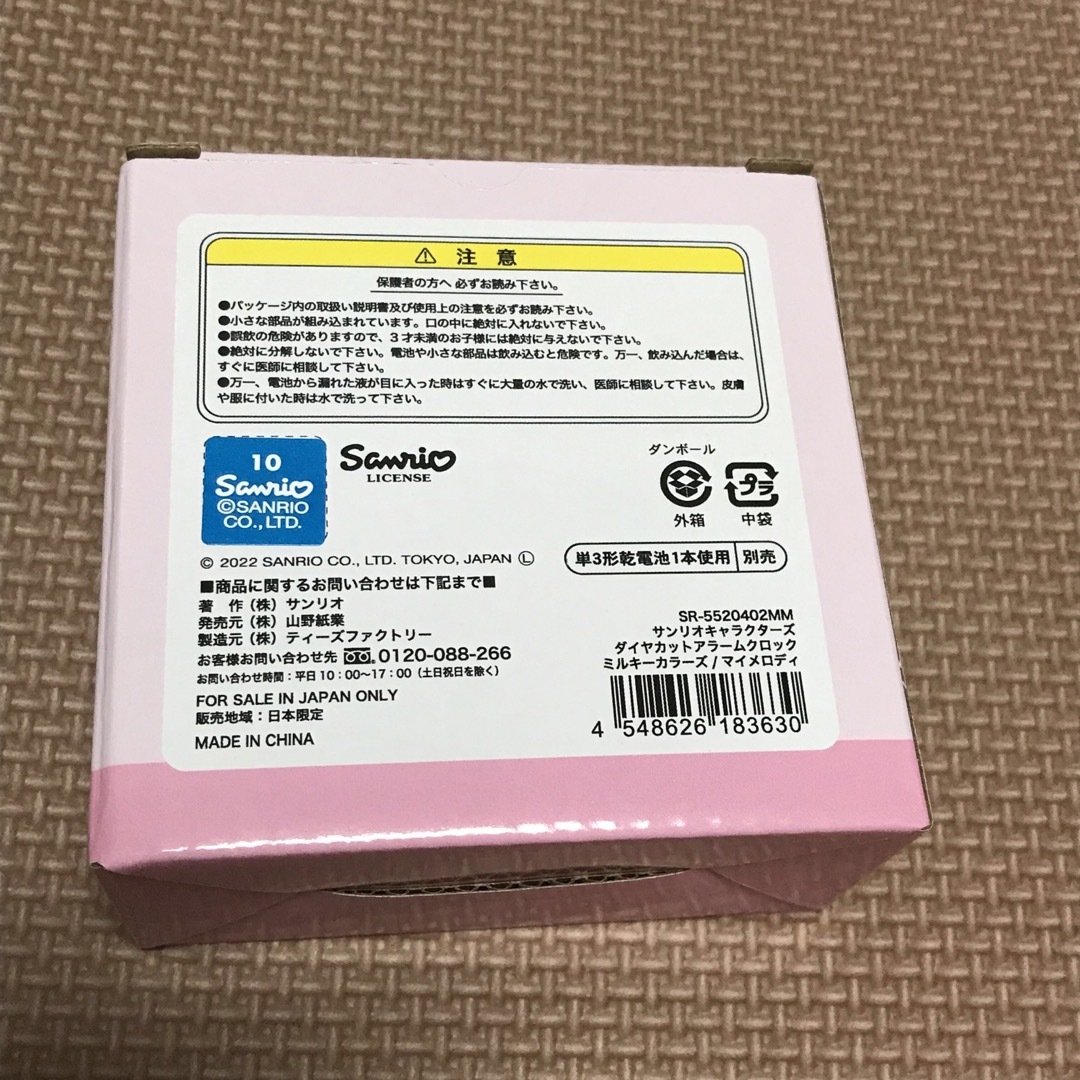 ⚠ 注意
保護者の方へ 必ずお読み下さい。
●パッケージ内の取扱い説明書及び使用上の注意を必ずお読み下さい。
●小さな部品が組み込まれています。口の中に絶対に入れないで下さい。
●誤飲の危険がありますので、3才未満のお子様には絶対に与えないで下さい。
●絶対に分解しないで下さい。電池や小さな部品は飲み込むと危険です。万一、飲み込んだ場合は、
すぐに医師に相談して下さい。
●万一、電池から漏れた液が目に入った時はすぐに大量の水で洗い、医師に相談して下さい。皮膚
や服に付いた時は水で洗って下さい。
10
Sanrio
©SANRIO
CO., LTD.
Sanrio
LICENSE
ダンボール
外箱
プラ
中袋
© 2022 SANRIO CO., LTD. TOKYO, JAPAN Ⓛ
単3形乾電池1本使用 別売
■商品に関するお問い合わせは下記まで■
著 作 (株) サンリオ
発売元 (株) 山野紙業
製造元 (株) ティーズファクトリー
お客様お問い合わせ先 0120-088-266
お問い合わせ時間:平日10:00〜17:00 (土日祝日を除く)
FOR SALE IN JAPAN ONLY
販売地域:日本限定
MADE IN CHINA
SR-5520402MM
サンリオキャラクターズ
ダイヤカットアラームクロック
ミルキーカラーズ / マイメロディ
4 548626 183630